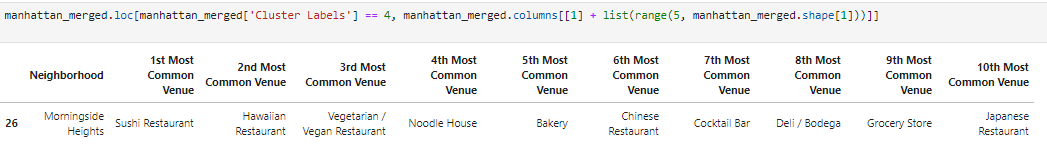 manhattan_merged.loc[manhattan_merged['Cluster Labels'] == 4, manhattan_merged.columns[[1] + list(range(5, manhattan_merged.shape[1]))]]
Neighborhood 1st Most Common Venue 2nd Most Common Venue 3rd Most Common Venue 4th Most Common Venue 5th Most Common Venue 6th Most Common Venue 7th Most Common Venue 8th Most Common Venue 9th Most Common Venue 10th Most Common Venue
26 Morningside Heights Sushi Restaurant Hawaiian Restaurant Vegetarian / Vegan Restaurant Noodle House Bakery Chinese Restaurant Cocktail Bar Deli / Bodega Grocery Store Japanese Restaurant